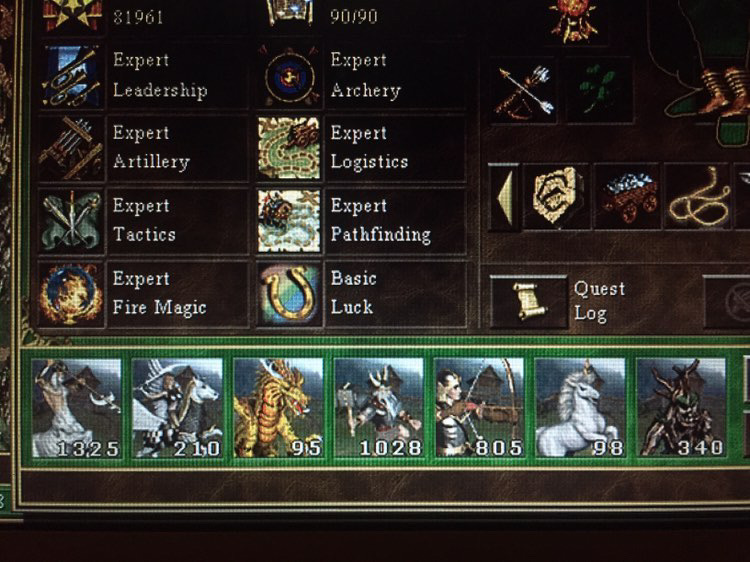 81961
90/90
Expert
Leadership
Expert
Archery
Expert
Artillery
Expert
Logistics
Expert
Tactics
Expert
Pathfinding
Expert
Fire Magic
Basic
Luck
Quest
Log
1325
210
95
1028
805
98
340